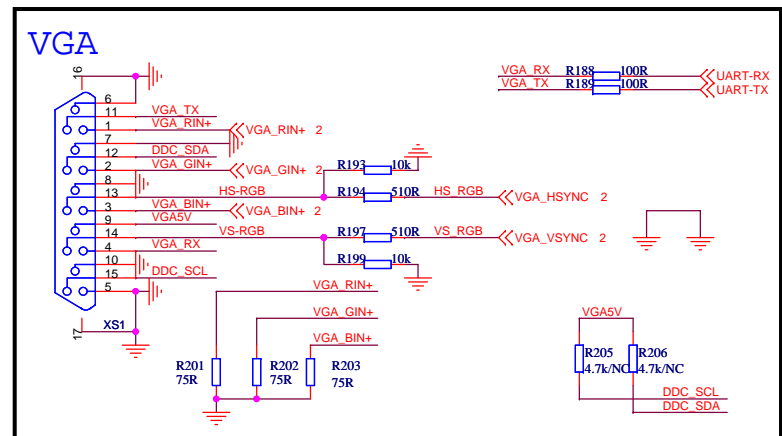 VGA
16
6
11 VGA_TX
1 VGA_RIN+ VGA_RIN+ 2
7
12 DDC_SDA
2 VGA_GIN+ VGA_GIN+ 2
8
13 HS-RGB
3 VGA_BIN+ VGA_BIN+ 2
9 VGA5V
14 VS-RGB
4 VGA_RX
10
15 DDC_SCL
5
17 XS1
R193 10k
R194 510R HS_RGB VGA_HSYNC 2
R197 510R VS_RGB VGA_VSYNC 2
R199 10k
VGA_RX R188 100R UART-RX
VGA_TX R189 100R UART-TX
VGA_RIN+
VGA_GIN+
VGA_BIN+
R201 R202 R203
75R 75R 75R
VGA5V
R205 R206
4.7k/NC 4.7k/NC
DDC_SCL
DDC_SDA